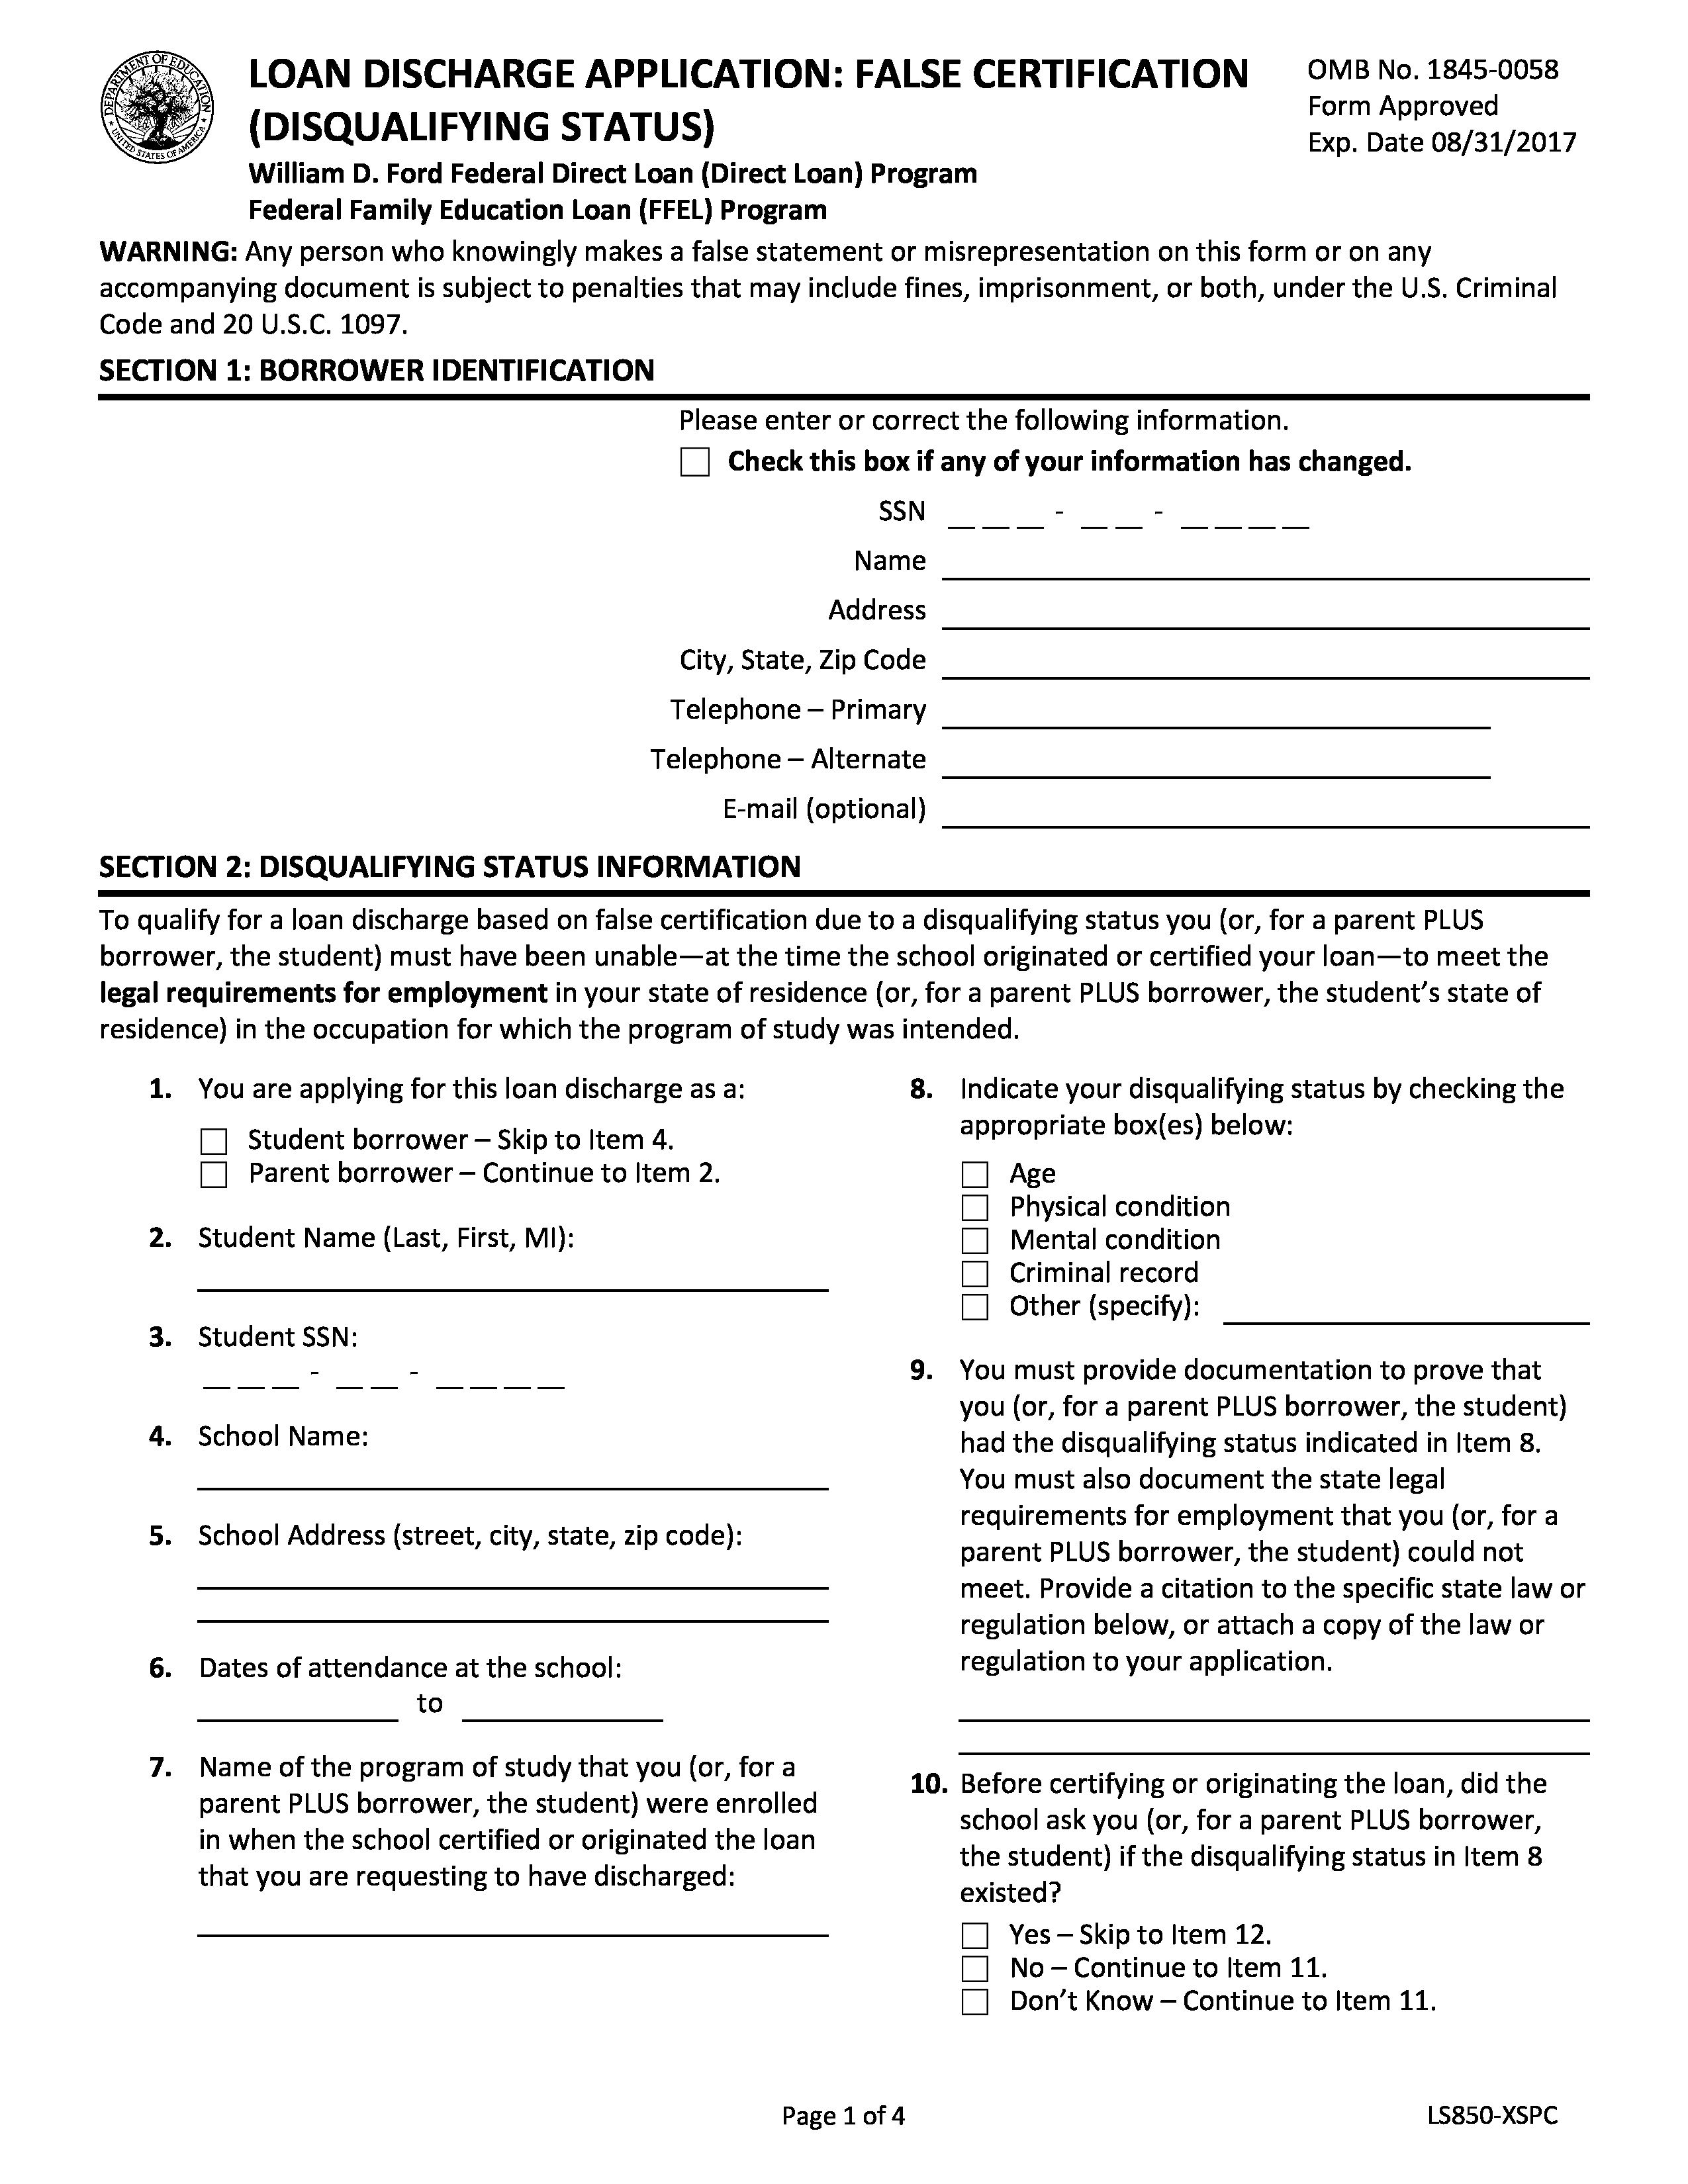 DEPARTMENT OF EDUCATION
UNITED STATES OF AMERICA
LOAN DISCHARGE APPLICATION: FALSE CERTIFICATION
(DISQUALIFYING STATUS)
William D. Ford Federal Direct Loan (Direct Loan) Program
Federal Family Education Loan (FFEL) Program
OMB No. 1845-0058
Form Approved
Exp. Date 08/31/2017
WARNING: Any person who knowingly makes a false statement or misrepresentation on this form or on any
accompanying document is subject to penalties that may include fines, imprisonment, or both, under the U.S. Criminal
Code and 20 U.S.C. 1097.
SECTION 1: BORROWER IDENTIFICATION
Please enter or correct the following information.
Check this box if any of your information has changed.
SSN _ _ _ - _ _ - _ _ _ _
Name
Address
City, State, Zip Code
Telephone – Primary
Telephone – Alternate
E-mail (optional)
SECTION 2: DISQUALIFYING STATUS INFORMATION
To qualify for a loan discharge based on false certification due to a disqualifying status you (or, for a parent PLUS
borrower, the student) must have been unable—at the time the school originated or certified your loan—to meet the
legal requirements for employment in your state of residence (or, for a parent PLUS borrower, the student’s state of
residence) in the occupation for which the program of study was intended.
1. You are applying for this loan discharge as a:
Student borrower – Skip to Item 4.
Parent borrower – Continue to Item 2.
2. Student Name (Last, First, MI):
3. Student SSN:
_ _ _ - _ _ - _ _ _ _
4. School Name:
5. School Address (street, city, state, zip code):
6. Dates of attendance at the school:
to
7. Name of the program of study that you (or, for a
parent PLUS borrower, the student) were enrolled
in when the school certified or originated the loan
that you are requesting to have discharged:
8. Indicate your disqualifying status by checking the
appropriate box(es) below:
Age
Physical condition
Mental condition
Criminal record
Other (specify):
9. You must provide documentation to prove that
you (or, for a parent PLUS borrower, the student)
had the disqualifying status indicated in Item 8.
You must also document the state legal
requirements for employment that you (or, for a
parent PLUS borrower, the student) could not
meet. Provide a citation to the specific state law or
regulation below, or attach a copy of the law or
regulation to your application.
10. Before certifying or originating the loan, did the
school ask you (or, for a parent PLUS borrower,
the student) if the disqualifying status in Item 8
existed?
Yes – Skip to Item 12.
No – Continue to Item 11.
Don’t Know – Continue to Item 11.
Page 1 of 4
LS850-XSPC